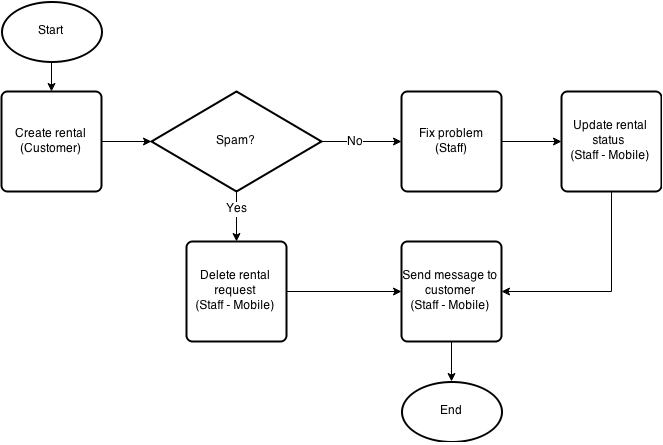 Start
Create rental
(Customer)
Spam?
No
Fix problem
(Staff)
Update rental
status
(Staff - Mobile)
Yes
Delete rental
request
(Staff - Mobile)
Send message to
customer
(Staff - Mobile)
End